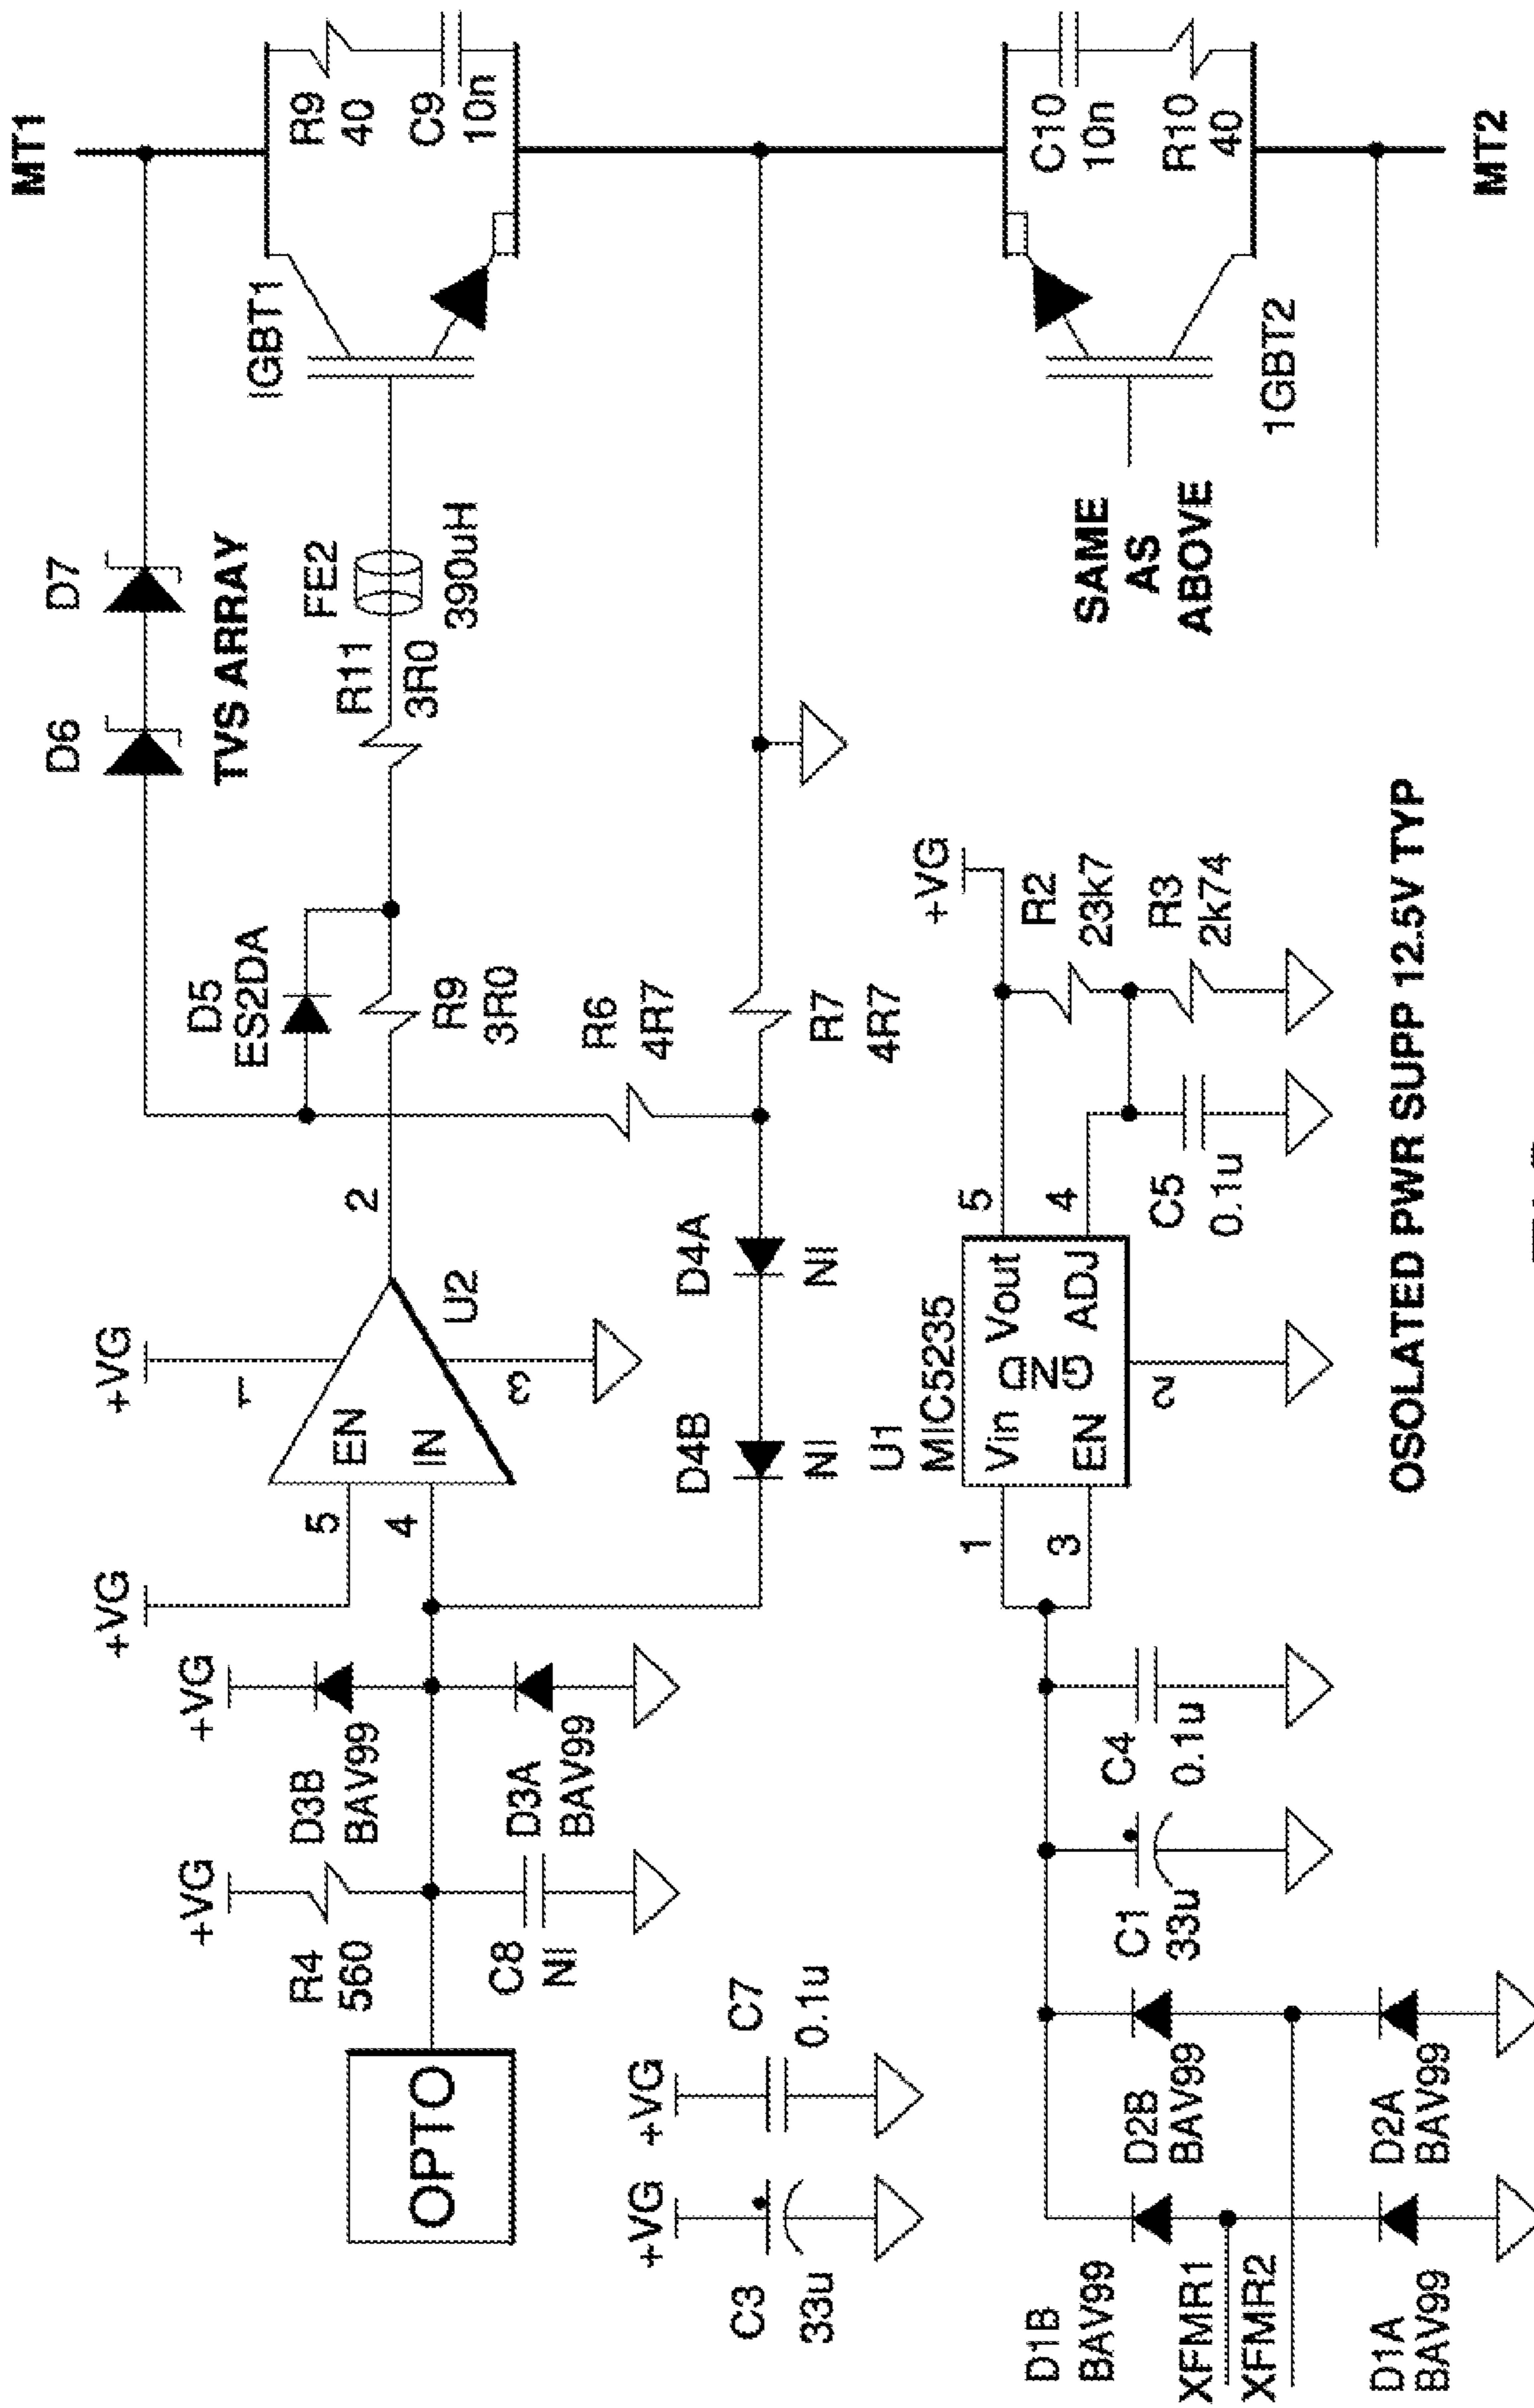 MT1
D6
D7
TVS ARRAY
+VG
+VG
+VG
+VG
R4
560
D3B
BAV99
5
4
EN
IN
1
2
3
U2
D5
ES2DA
R9
3R0
R11
3R0
FE2
390uH
IGBT1
R9
40
C9
10n
OPTO
C8
NI
D3A
BAV99
R6
4R7
+VG
+VG
C3
33u
C7
0.1u
D4B
NI
D4A
NI
R7
4R7
U1
MIC5235
Vin
GND
Vout
EN
ADJ
1
3
5
4
2
+VG
R2
23k7
R3
2k74
C5
0.1u
SAME
AS
ABOVE
1GBT2
C10
10n
R10
40
D1B
BAV99
D2B
BAV99
C1
33u
C4
0.1u
XFMR1
XFMR2
D1A
BAV99
D2A
BAV99
OSOLATED PWR SUPP 12.5V TYP
MT2